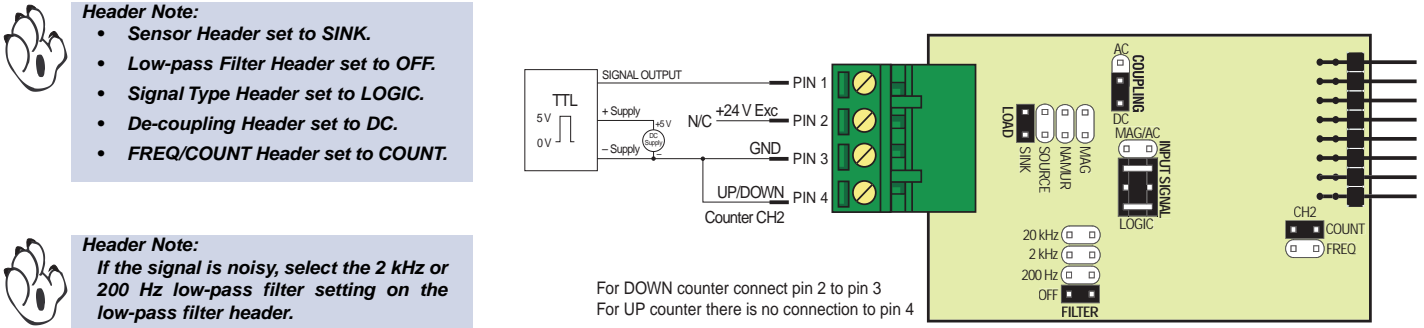 Header Note:
• Sensor Header set to SINK.
• Low-pass Filter Header set to OFF.
• Signal Type Header set to LOGIC.
• De-coupling Header set to DC.
• FREQ/COUNT Header set to COUNT.
Header Note:
If the signal is noisy, select the 2 kHz or
200 Hz low-pass filter setting on the
low-pass filter header.
TTL
5 V
0 V
SIGNAL OUTPUT
+ Supply
+5 V
DC
Supply
–
– Supply
N/C
+24 V Exc
GND
UP/DOWN
Counter CH2
PIN 1
PIN 2
PIN 3
PIN 4
For DOWN counter connect pin 2 to pin 3
For UP counter there is no connection to pin 4
AC
COUPLING
DC
LOAD
SINK
SOURCE
NAMUR
MAG
MAG/AC
INPUT SIGNAL
LOGIC
20 kHz
2 kHz
200 Hz
OFF
FILTER
CH2
COUNT
FREQ